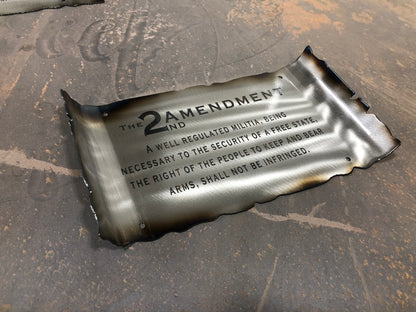 THE 2ND AMENDMENT
A WELL REGULATED MILITIA, BEING
NECESSARY TO THE SECURITY OF A FREE STATE,
THE RIGHT OF THE PEOPLE TO KEEP AND BEAR
ARMS, SHALL NOT BE INFRINGED.